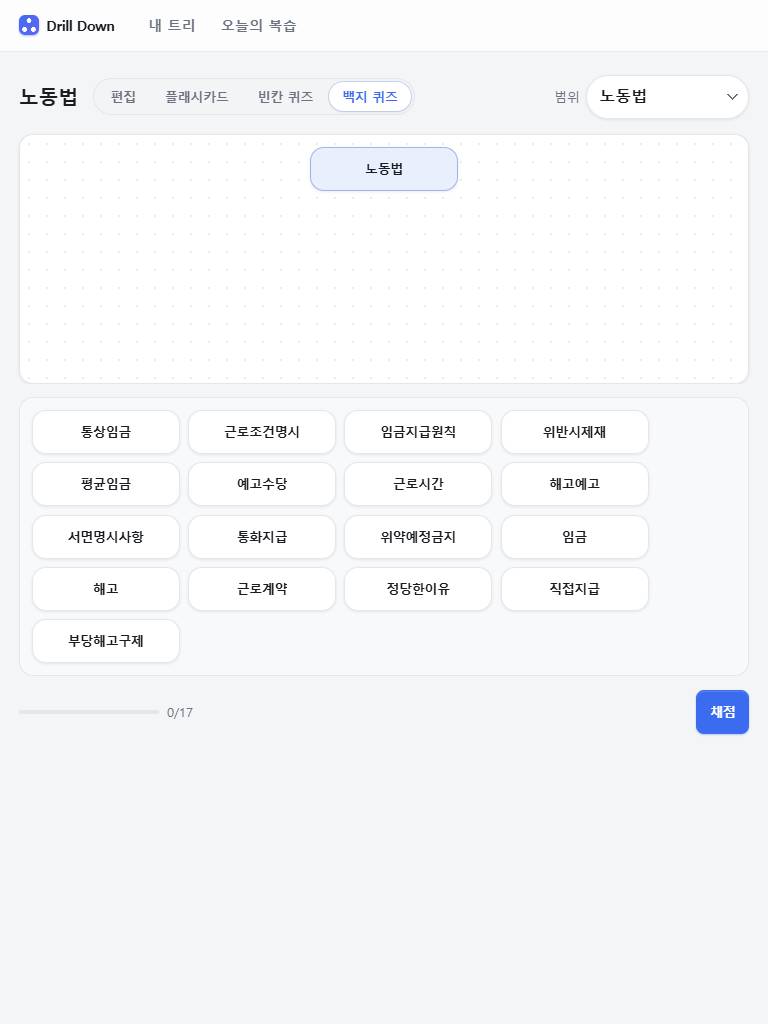 Drill Down 내 트리 오늘의 복습
노동법 편집 플래시카드 빈칸 퀴즈 백지 퀴즈 범위 노동법
노동법
통상임금 근로조건명시 임금지급원칙 위반시제재
평균임금 예고수당 근로시간 해고예고
서면명시사항 통화지급 위약예정금지 임금
해고 근로계약 정당한이유 직접지급
부당해고구제
0/17 채점